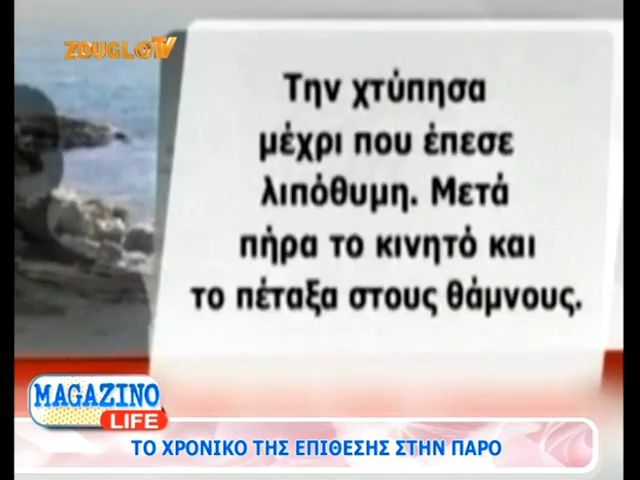 ZOUGL@TV
Την χτύπησα
μέχρι που έπεσε
λιπόθυμη. Μετά
πήρα το κινητό και
το πέταξα στους θάμνους.
MAGAZINO
LIFE
ΤΟ ΧΡΟΝΙΚΟ ΤΗΣ ΕΠΙΘΕΣΗΣ ΣΤΗΝ ΠΑΡΟ